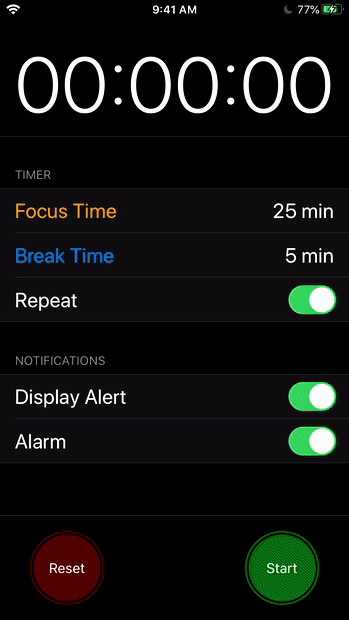 9:41 AM 77%
00:00:00
TIMER
Focus Time 25 min
Break Time 5 min
Repeat
NOTIFICATIONS
Display Alert
Alarm
Reset Start